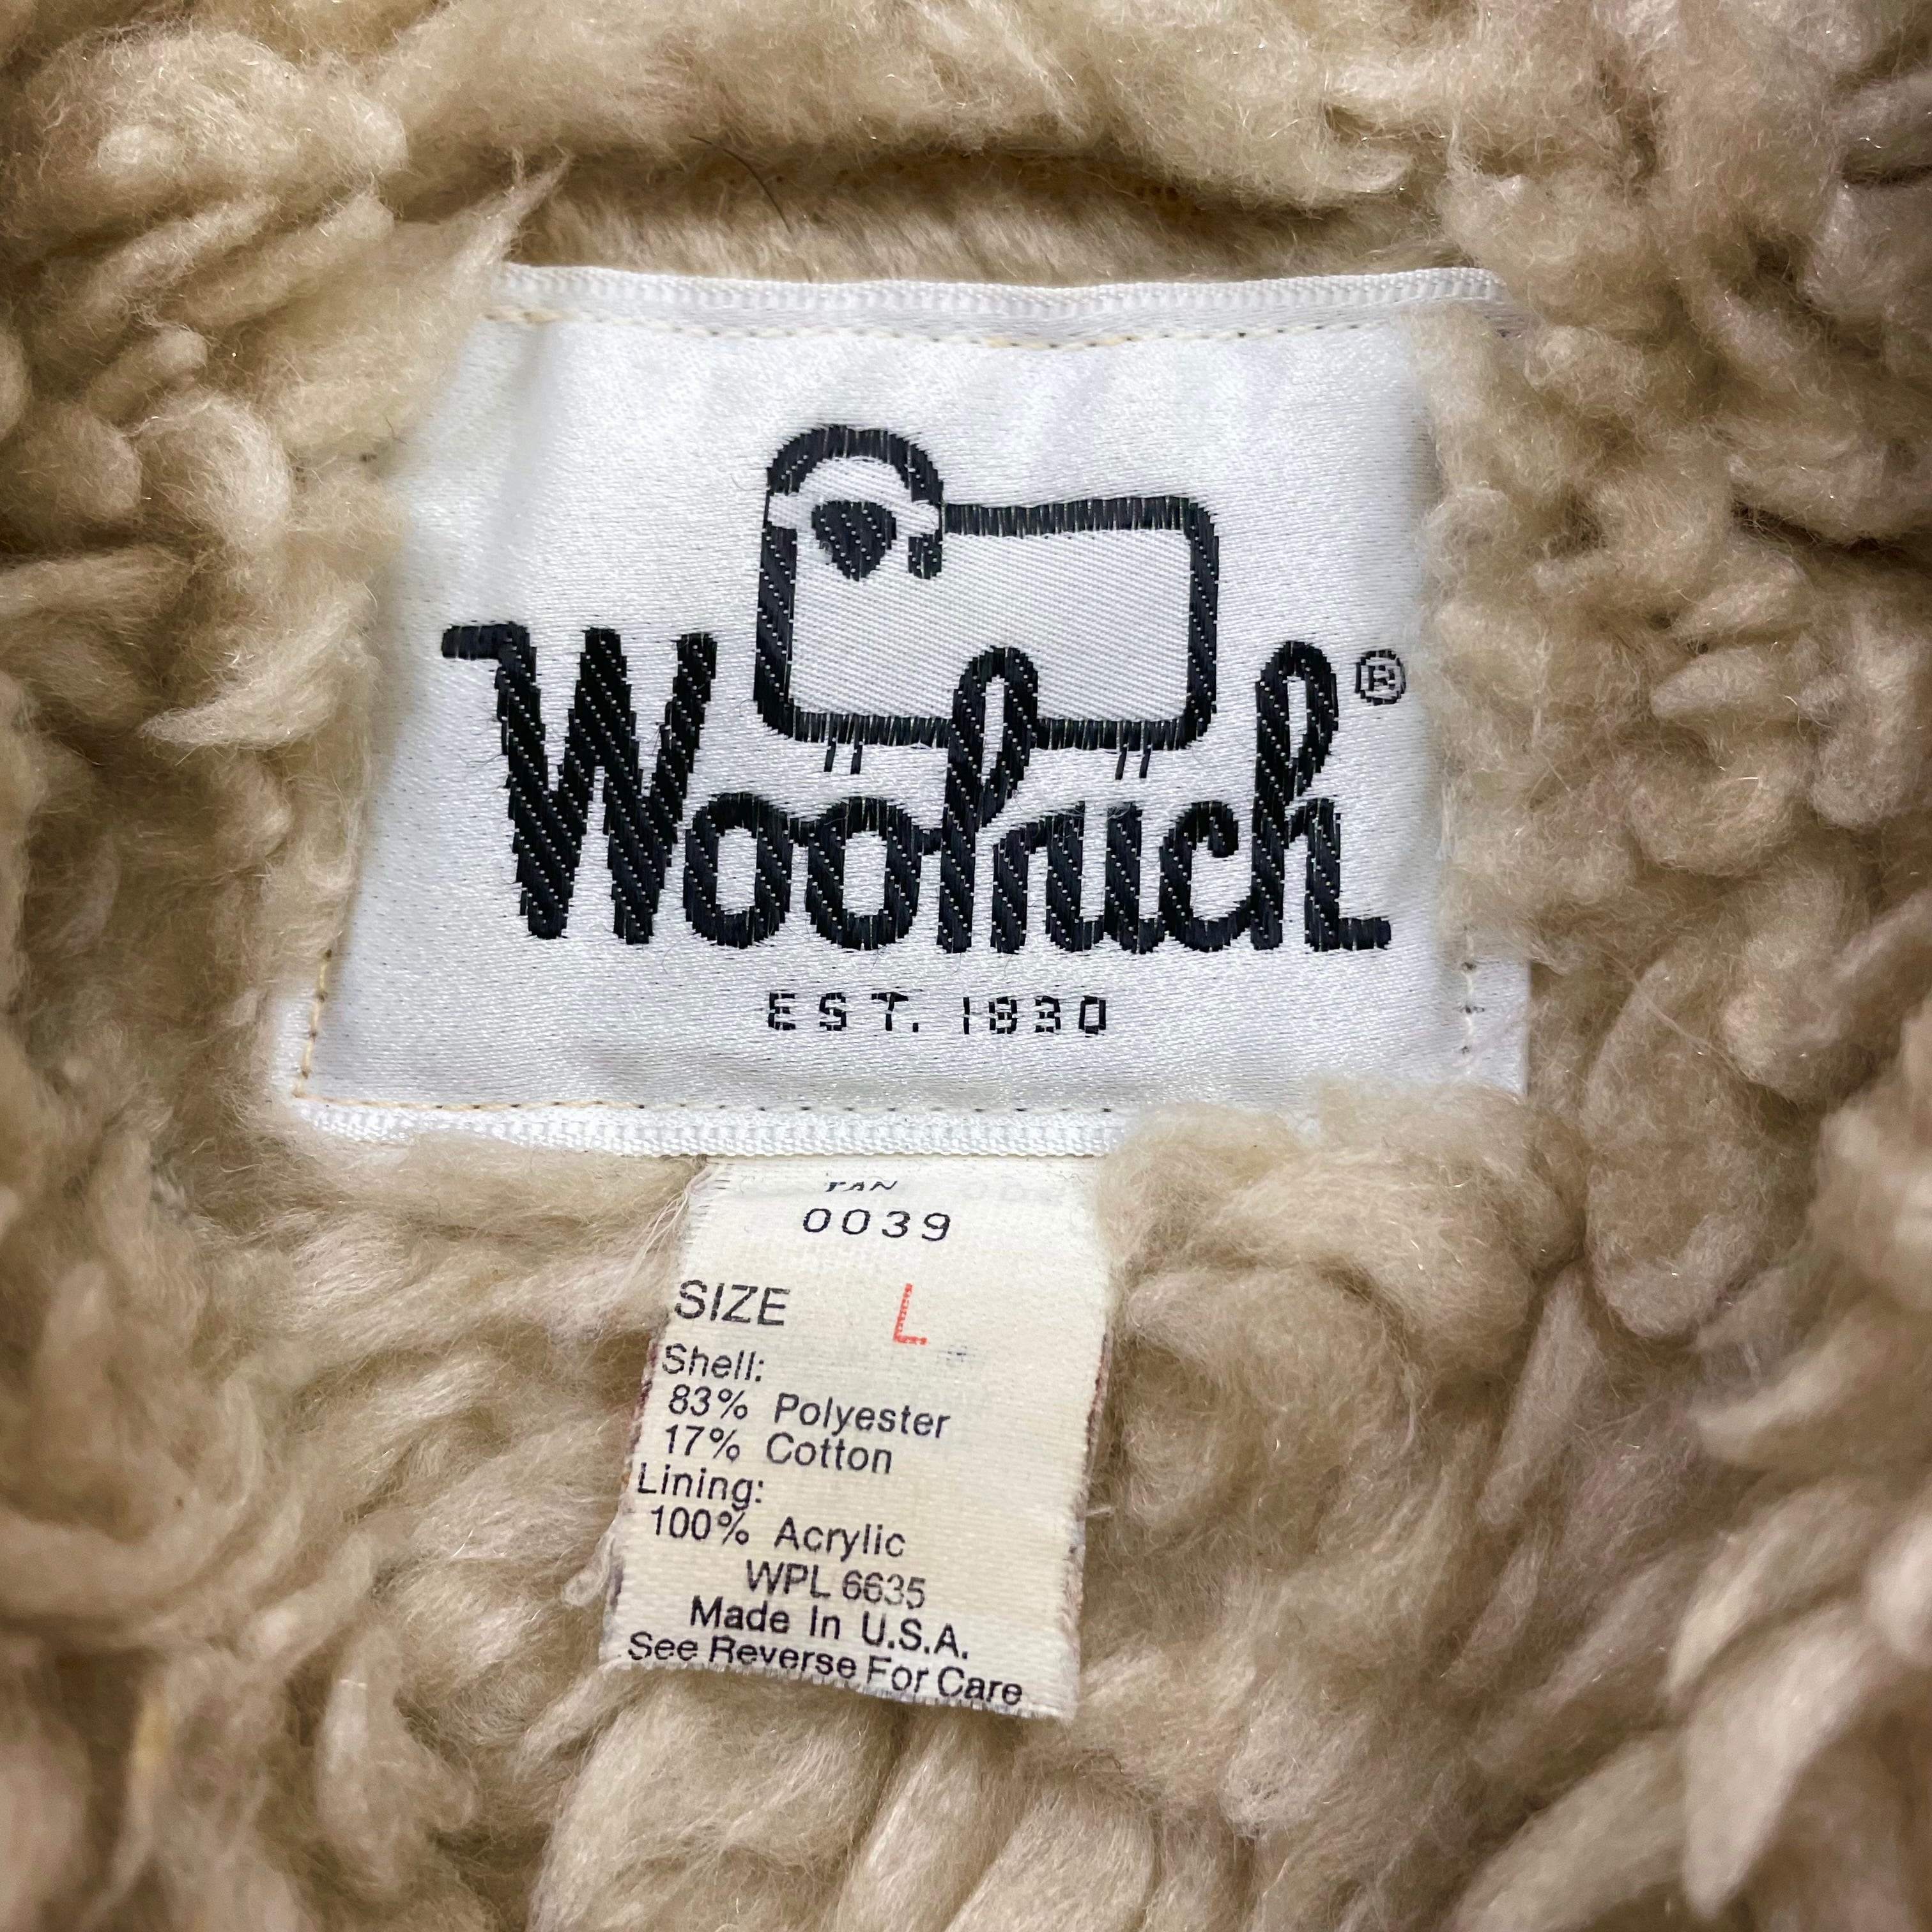 Woolrich®
EST. 1830
TAN
0039
SIZE L
Shell:
83% Polyester
17% Cotton
Lining:
100% Acrylic
WPL 6635
Made In U.S.A.
See Reverse For Care